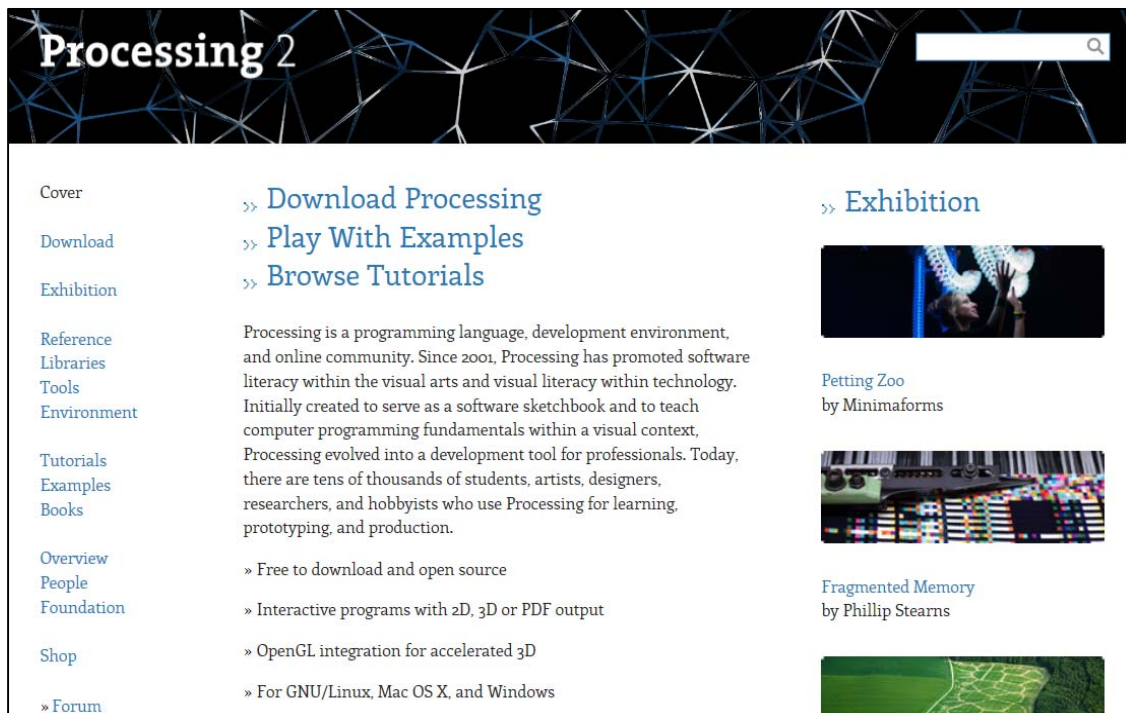 Processing 2
Cover
Download
Exhibition
Reference
Libraries
Tools
Environment
Tutorials
Examples
Books
Overview
People
Foundation
Shop
» Forum
» Download Processing
» Play With Examples
» Browse Tutorials
Processing is a programming language, development environment,
and online community. Since 2001, Processing has promoted software
literacy within the visual arts and visual literacy within technology.
Initially created to serve as a software sketchbook and to teach
computer programming fundamentals within a visual context,
Processing evolved into a development tool for professionals. Today,
there are tens of thousands of students, artists, designers,
researchers, and hobbyists who use Processing for learning,
prototyping, and production.
» Free to download and open source
» Interactive programs with 2D, 3D or PDF output
» OpenGL integration for accelerated 3D
» For GNU/Linux, Mac OS X, and Windows
» Exhibition
Petting Zoo
by Minimaforms
Fragmented Memory
by Phillip Stearns